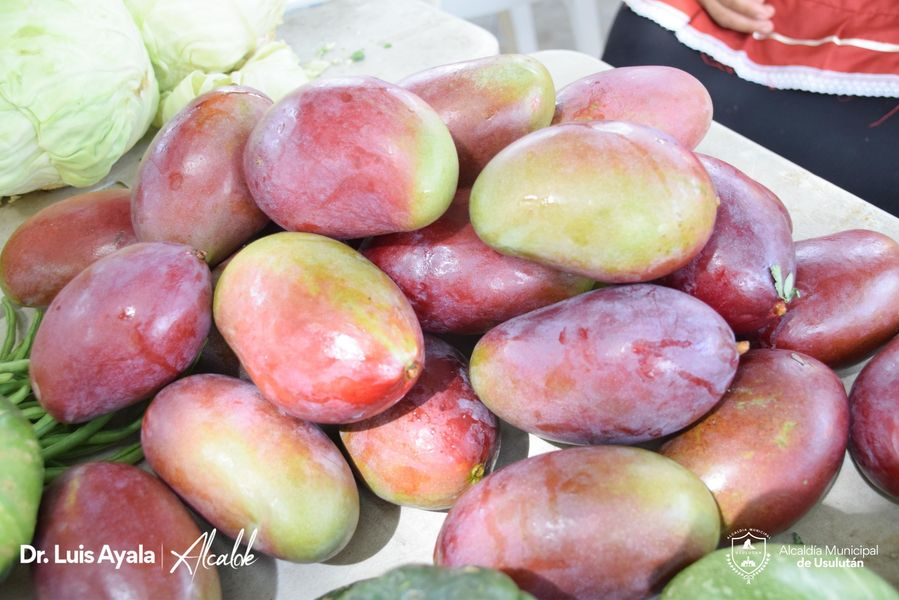 Dr. Luis Ayala | Alcalde
Alcaldía Municipal
de Usulután